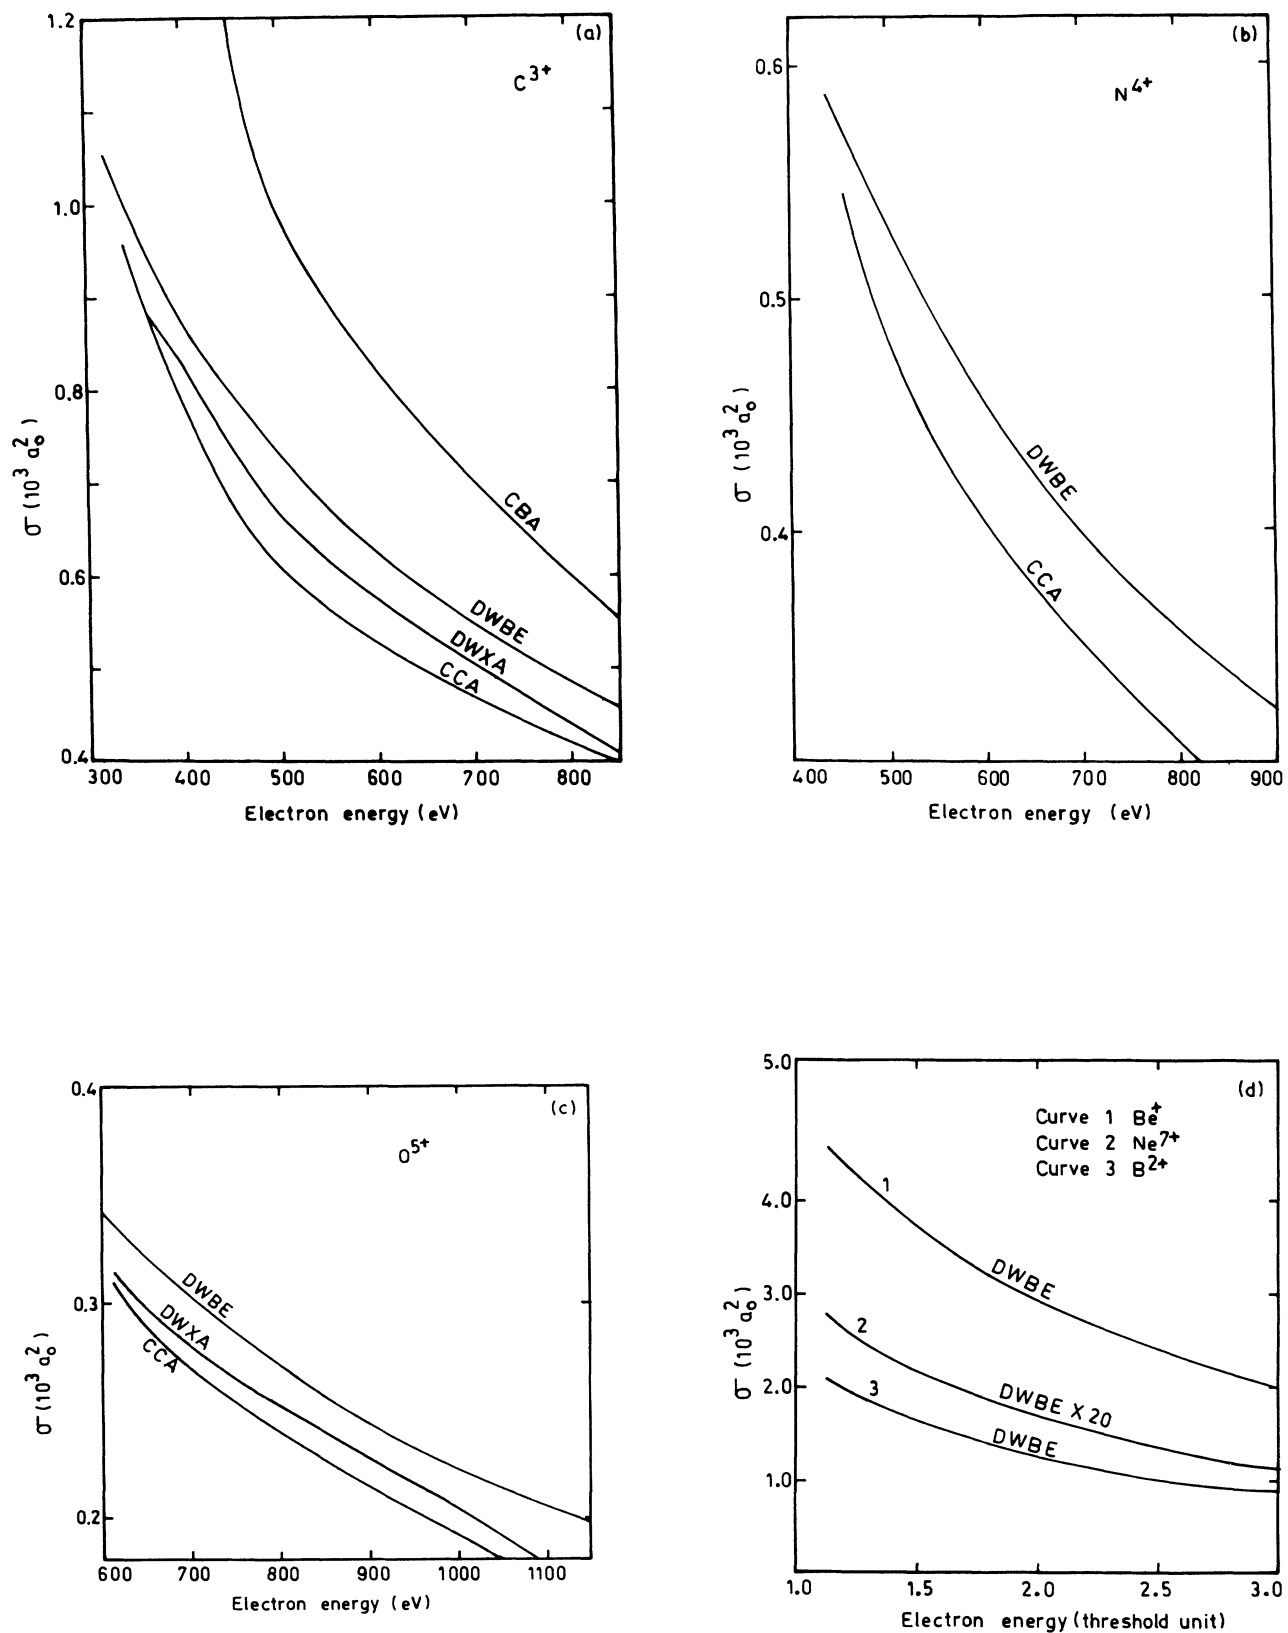 (a)
C3+
1.2
1.0
0.8
0.6
0.4
σ (10³ a₀²)
CBA
DWBE
DWXA
CCA
300 400 500 600 700 800
Electron energy (eV)
(b)
N4+
0.6
0.5
0.4
σ (10³ a₀²)
DWBE
CCA
400 500 600 700 800 900
Electron energy (eV)
(c)
O5+
0.4
0.3
0.2
σ (10³ a₀²)
DWBE
DWXA
CCA
600 700 800 900 1000 1100
Electron energy (eV)
(d)
Curve 1 Be+
Curve 2 Ne7+
Curve 3 B2+
5.0
4.0
3.0
2.0
1.0
σ (10³ a₀²)
1
DWBE
2
DWBE X 20
3
DWBE
1.0 1.5 2.0 2.5 3.0
Electron energy (threshold unit)